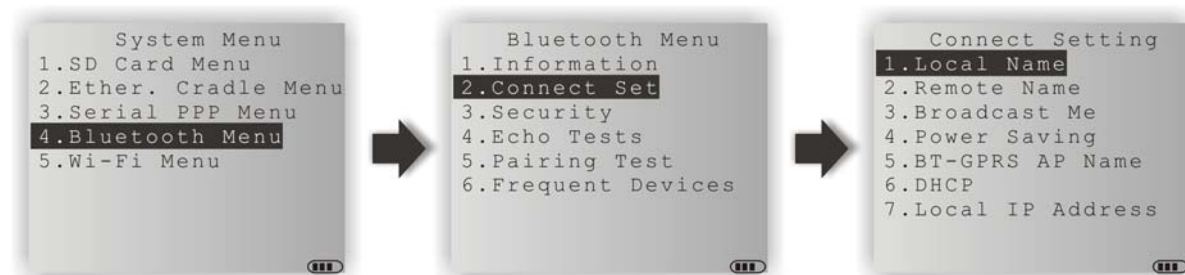 System Menu
1.SD Card Menu
2.Ether. Cradle Menu
3.Serial PPP Menu
4.Bluetooth Menu
5.Wi-Fi Menu
Bluetooth Menu
1.Information
2.Connect Set
3.Security
4.Echo Tests
5.Pairing Test
6.Frequent Devices
Connect Setting
1.Local Name
2.Remote Name
3.Broadcast Me
4.Power Saving
5.BT-GPRS AP Name
6.DHCP
7.Local IP Address